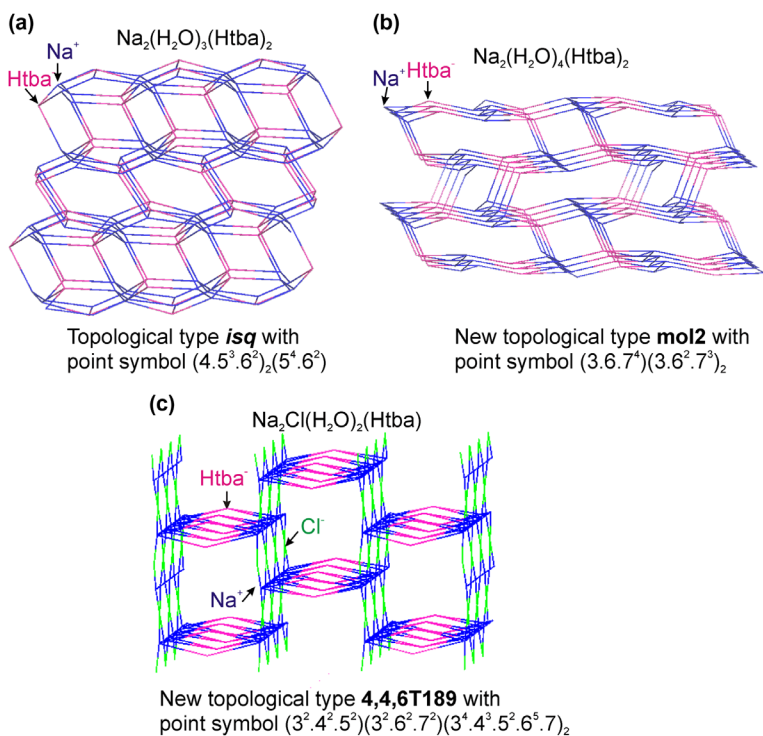 (a)
Na₂(H₂O)₃(Htba)₂
Na⁺
Htba⁻
Topological type isq with
point symbol (4.5³.6²)₂(5⁴.6²)
(b)
Na₂(H₂O)₄(Htba)₂
Na⁺ Htba⁻
New topological type mol2 with
point symbol (3.6.7⁴)(3.6².7³)₂
(c)
Na₂Cl(H₂O)₂(Htba)
Htba⁻
Cl⁻
Na⁺
New topological type 4,4,6T189 with
point symbol (3².4².5²)(3².6².7²)(3⁴.4³.5².6⁵.7)₂